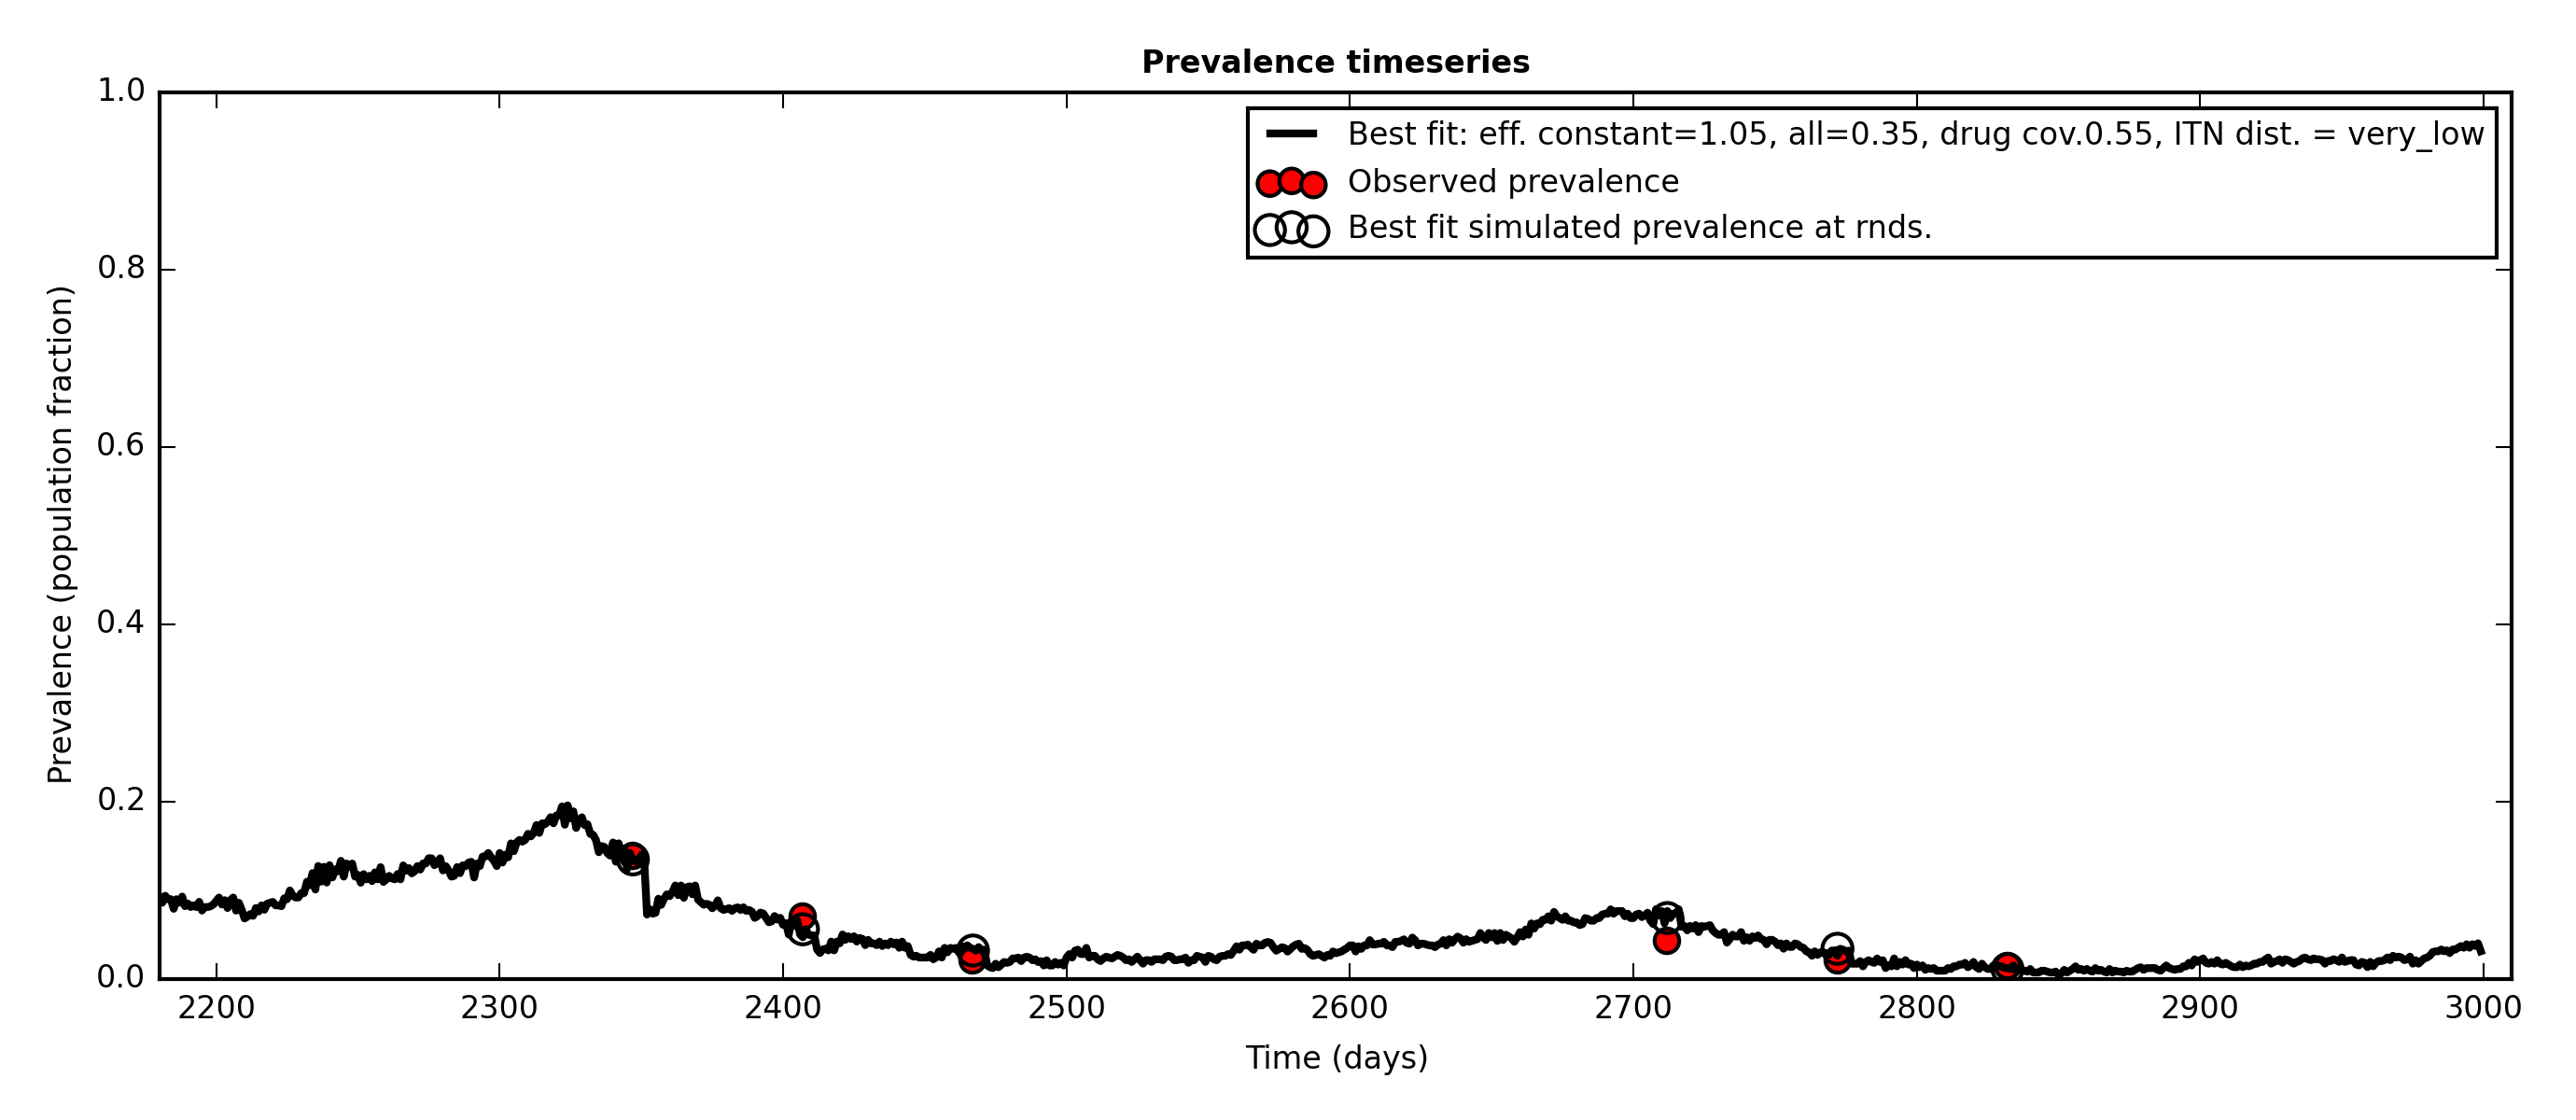 Prevalence timeseries
1.0
0.8
0.6
0.4
0.2
0.0
Prevalence (population fraction)
Best fit: eff. constant=1.05, all=0.35, drug cov.0.55, ITN dist. = very_low
Observed prevalence
Best fit simulated prevalence at rnds.
2200 2300 2400 2500 2600 2700 2800 2900 3000
Time (days)